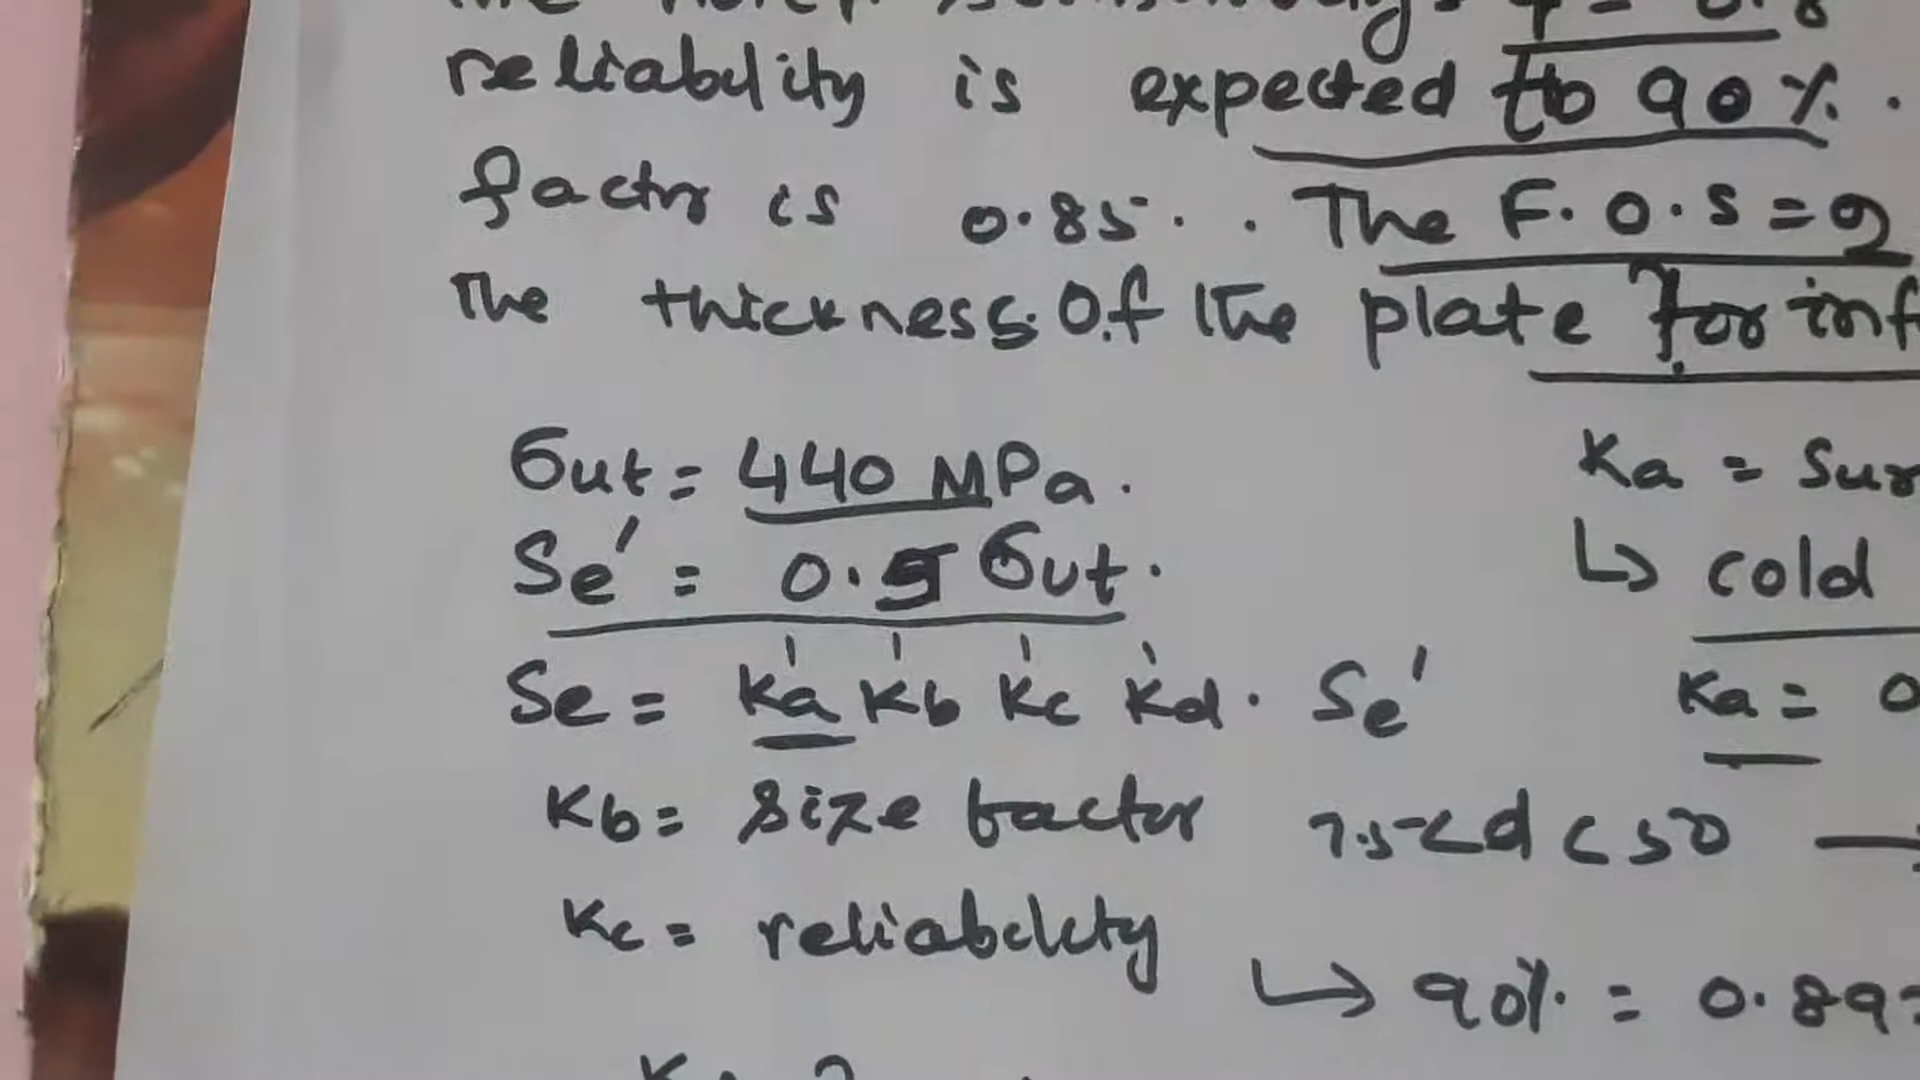 reliability is expected to 90%.
factor is 0.85. . The F.O.S = 2
The thickness of the plate for inf
σut = 440 MPa.
Se' = 0.5 σut.
Se = Ka Kb Kc Kd. Se'
Kb = size factor 7.5 < d < 50 →
Kc = reliability
↳ 90% = 0.897
Ka = Sur
↳ cold
Ka = 0